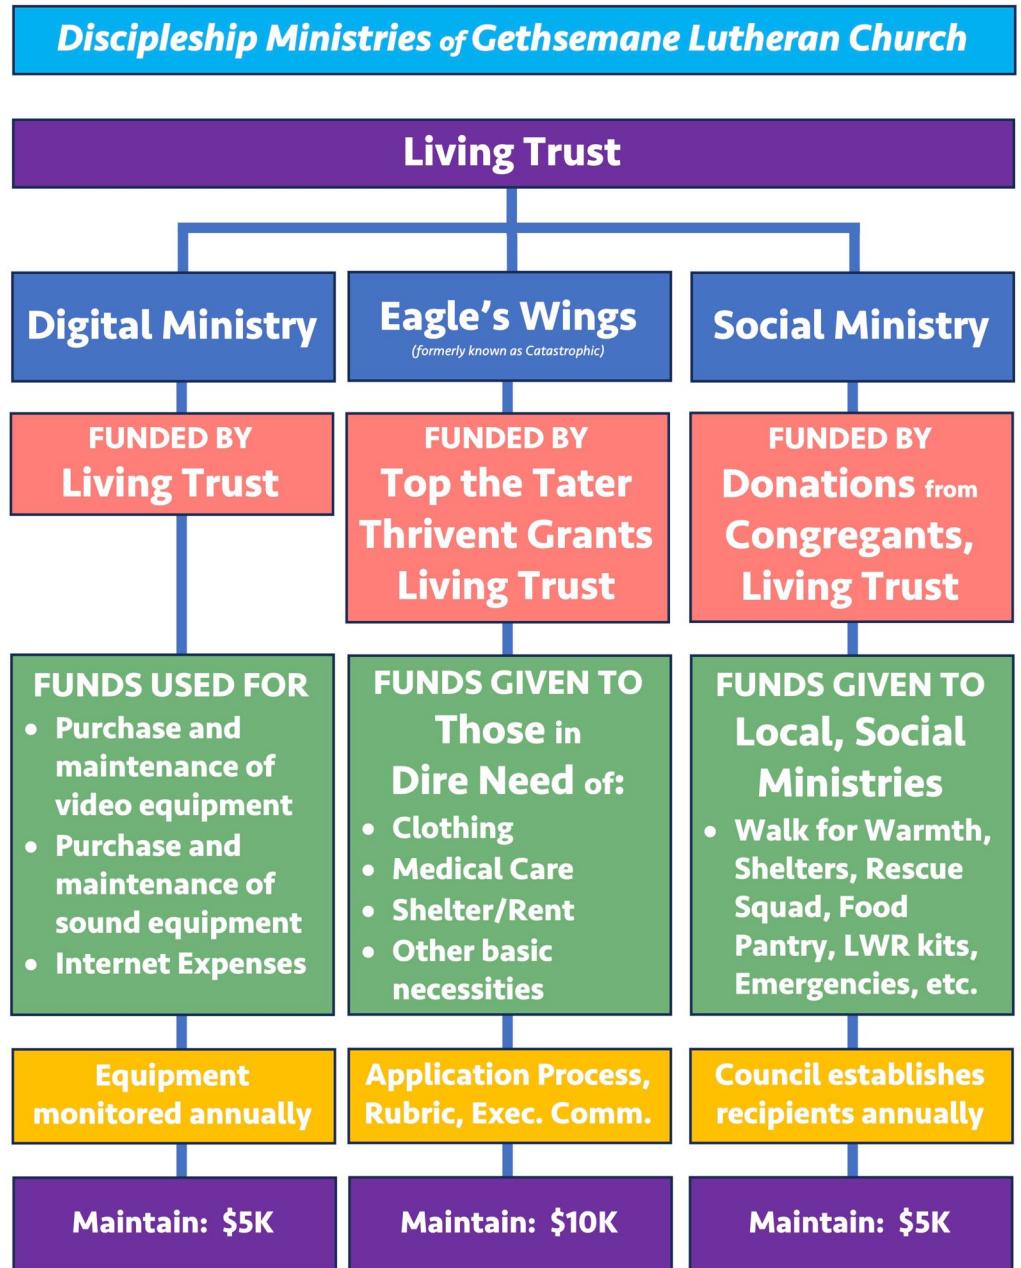 Discipleship Ministries of Gethsemane Lutheran Church
Living Trust
Digital Ministry
FUNDED BY
Living Trust
FUNDS USED FOR
• Purchase and
maintenance of
video equipment
• Purchase and
maintenance of
sound equipment
• Internet Expenses
Equipment
monitored annually
Maintain: $5K
Eagle's Wings
(formerly known as Catastrophic)
FUNDED BY
Top the Tater
Thrivent Grants
Living Trust
FUNDS GIVEN TO
Those in
Dire Need of:
• Clothing
• Medical Care
• Shelter/Rent
• Other basic
necessities
Application Process,
Rubric, Exec. Comm.
Maintain: $10K
Social Ministry
FUNDED BY
Donations from
Congregants,
Living Trust
FUNDS GIVEN TO
Local, Social
Ministries
• Walk for Warmth,
Shelters, Rescue
Squad, Food
Pantry, LWR kits,
Emergencies, etc.
Council establishes
recipients annually
Maintain: $5K